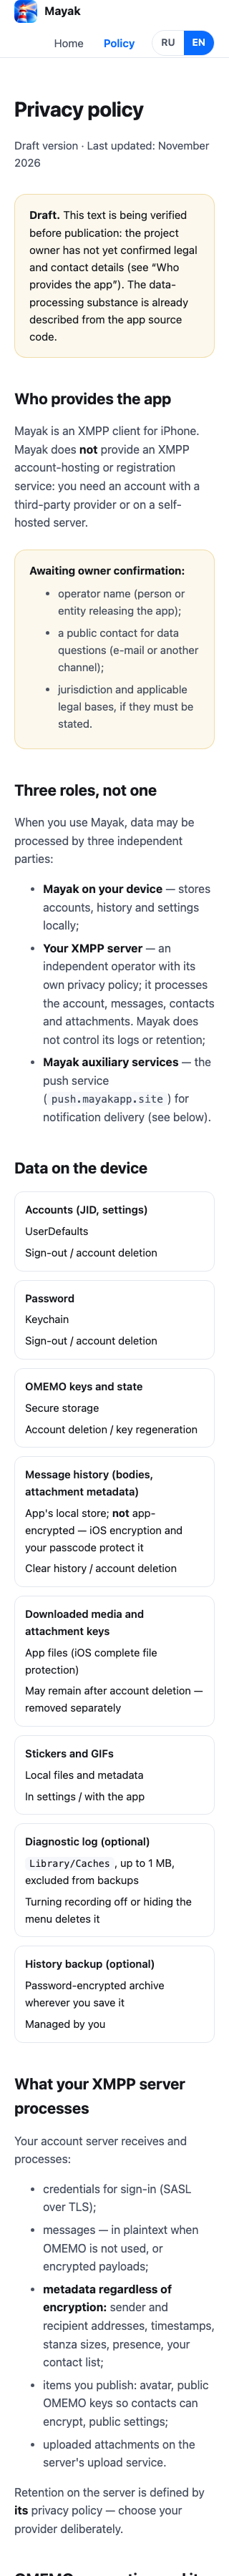 Mayak
Home Policy RU EN
Privacy policy
Draft version · Last updated: November
2026
Draft. This text is being verified
before publication: the project
owner has not yet confirmed legal
and contact details (see “Who
provides the app”). The data-
processing substance is already
described from the app source
code.
Who provides the app
Mayak is an XMPP client for iPhone.
Mayak does not provide an XMPP
account-hosting or registration
service: you need an account with a
third-party provider or on a self-
hosted server.
Awaiting owner confirmation:
• operator name (person or
entity releasing the app);
• a public contact for data
questions (e-mail or another
channel);
• jurisdiction and applicable
legal bases, if they must be
stated.
Three roles, not one
When you use Mayak, data may be
processed by three independent
parties:
• Mayak on your device — stores
accounts, history and settings
locally;
• Your XMPP server — an
independent operator with its
own privacy policy; it processes
the account, messages, contacts
and attachments. Mayak does
not control its logs or retention;
• Mayak auxiliary services — the
push service
( push.mayakapp.site ) for
notification delivery (see below).
Data on the device
Accounts (JID, settings)
UserDefaults
Sign-out / account deletion
Password
Keychain
Sign-out / account deletion
OMEMO keys and state
Secure storage
Account deletion / key regeneration
Message history (bodies,
attachment metadata)
App's local store; not app-
encrypted — iOS encryption and
your passcode protect it
Clear history / account deletion
Downloaded media and
attachment keys
App files (iOS complete file
protection)
May remain after account deletion —
removed separately
Stickers and GIFs
Local files and metadata
In settings / with the app
Diagnostic log (optional)
Library/Caches , up to 1 MB,
excluded from backups
Turning recording off or hiding the
menu deletes it
History backup (optional)
Password-encrypted archive
wherever you save it
Managed by you
What your XMPP server
processes
Your account server receives and
processes:
• credentials for sign-in (SASL
over TLS);
• messages — in plaintext when
OMEMO is not used, or
encrypted payloads;
• metadata regardless of
encryption: sender and
recipient addresses, timestamps,
stanza sizes, presence, your
contact list;
• items you publish: avatar, public
OMEMO keys so contacts can
encrypt, public settings;
• uploaded attachments on the
server's upload service.
Retention on the server is defined by
its privacy policy — choose your
provider deliberately.